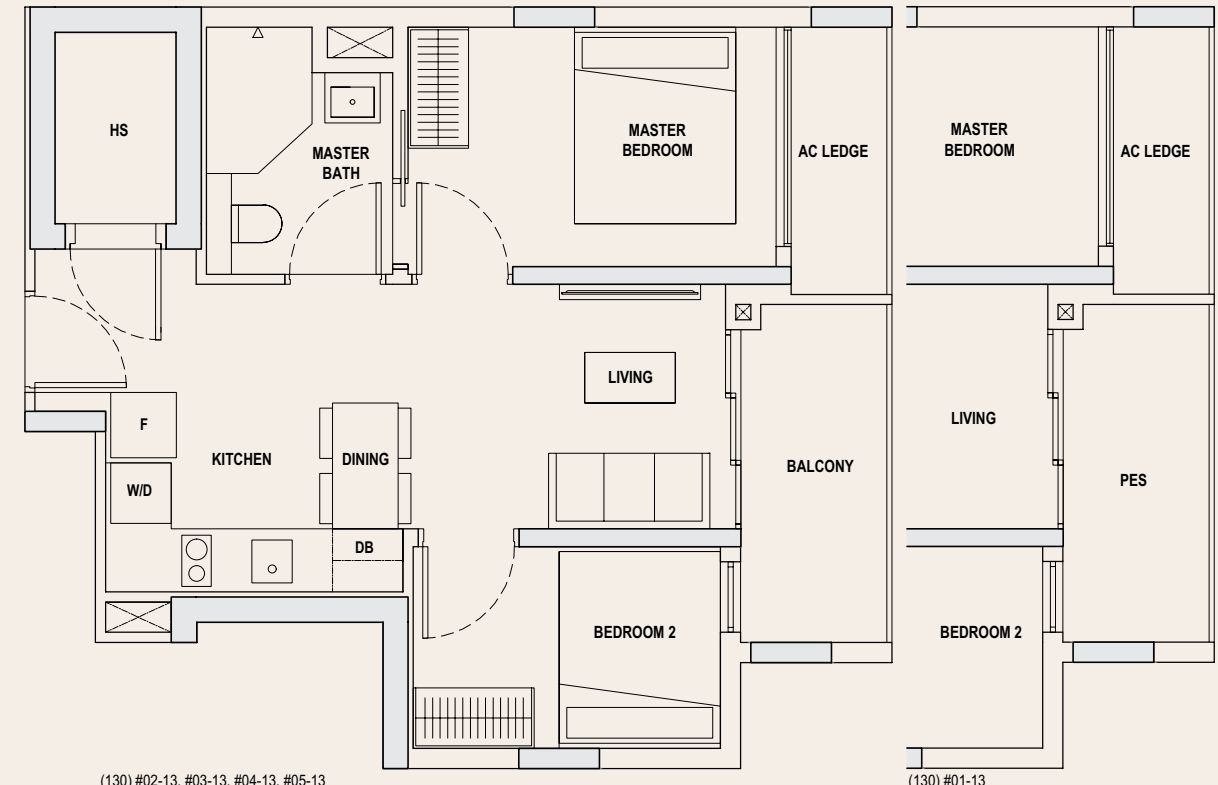 HS
MASTER
BATH
MASTER
BEDROOM
AC LEDGE
MASTER
BEDROOM
AC LEDGE
LIVING
F
KITCHEN
DINING
W/D
BALCONY
LIVING
PES
DB
BEDROOM 2
BEDROOM 2
(130) #02-13, #03-13, #04-13, #05-13
(130) #01-13